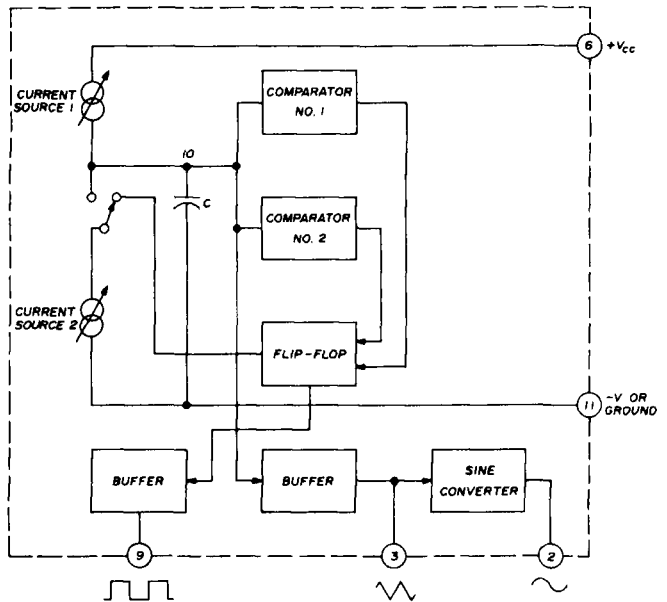 6
+VCC
CURRENT
SOURCE 1
COMPARATOR
NO. 1
10
C
COMPARATOR
NO. 2
CURRENT
SOURCE 2
FLIP-FLOP
11
-V OR
GROUND
BUFFER
BUFFER
SINE
CONVERTER
9
3
2